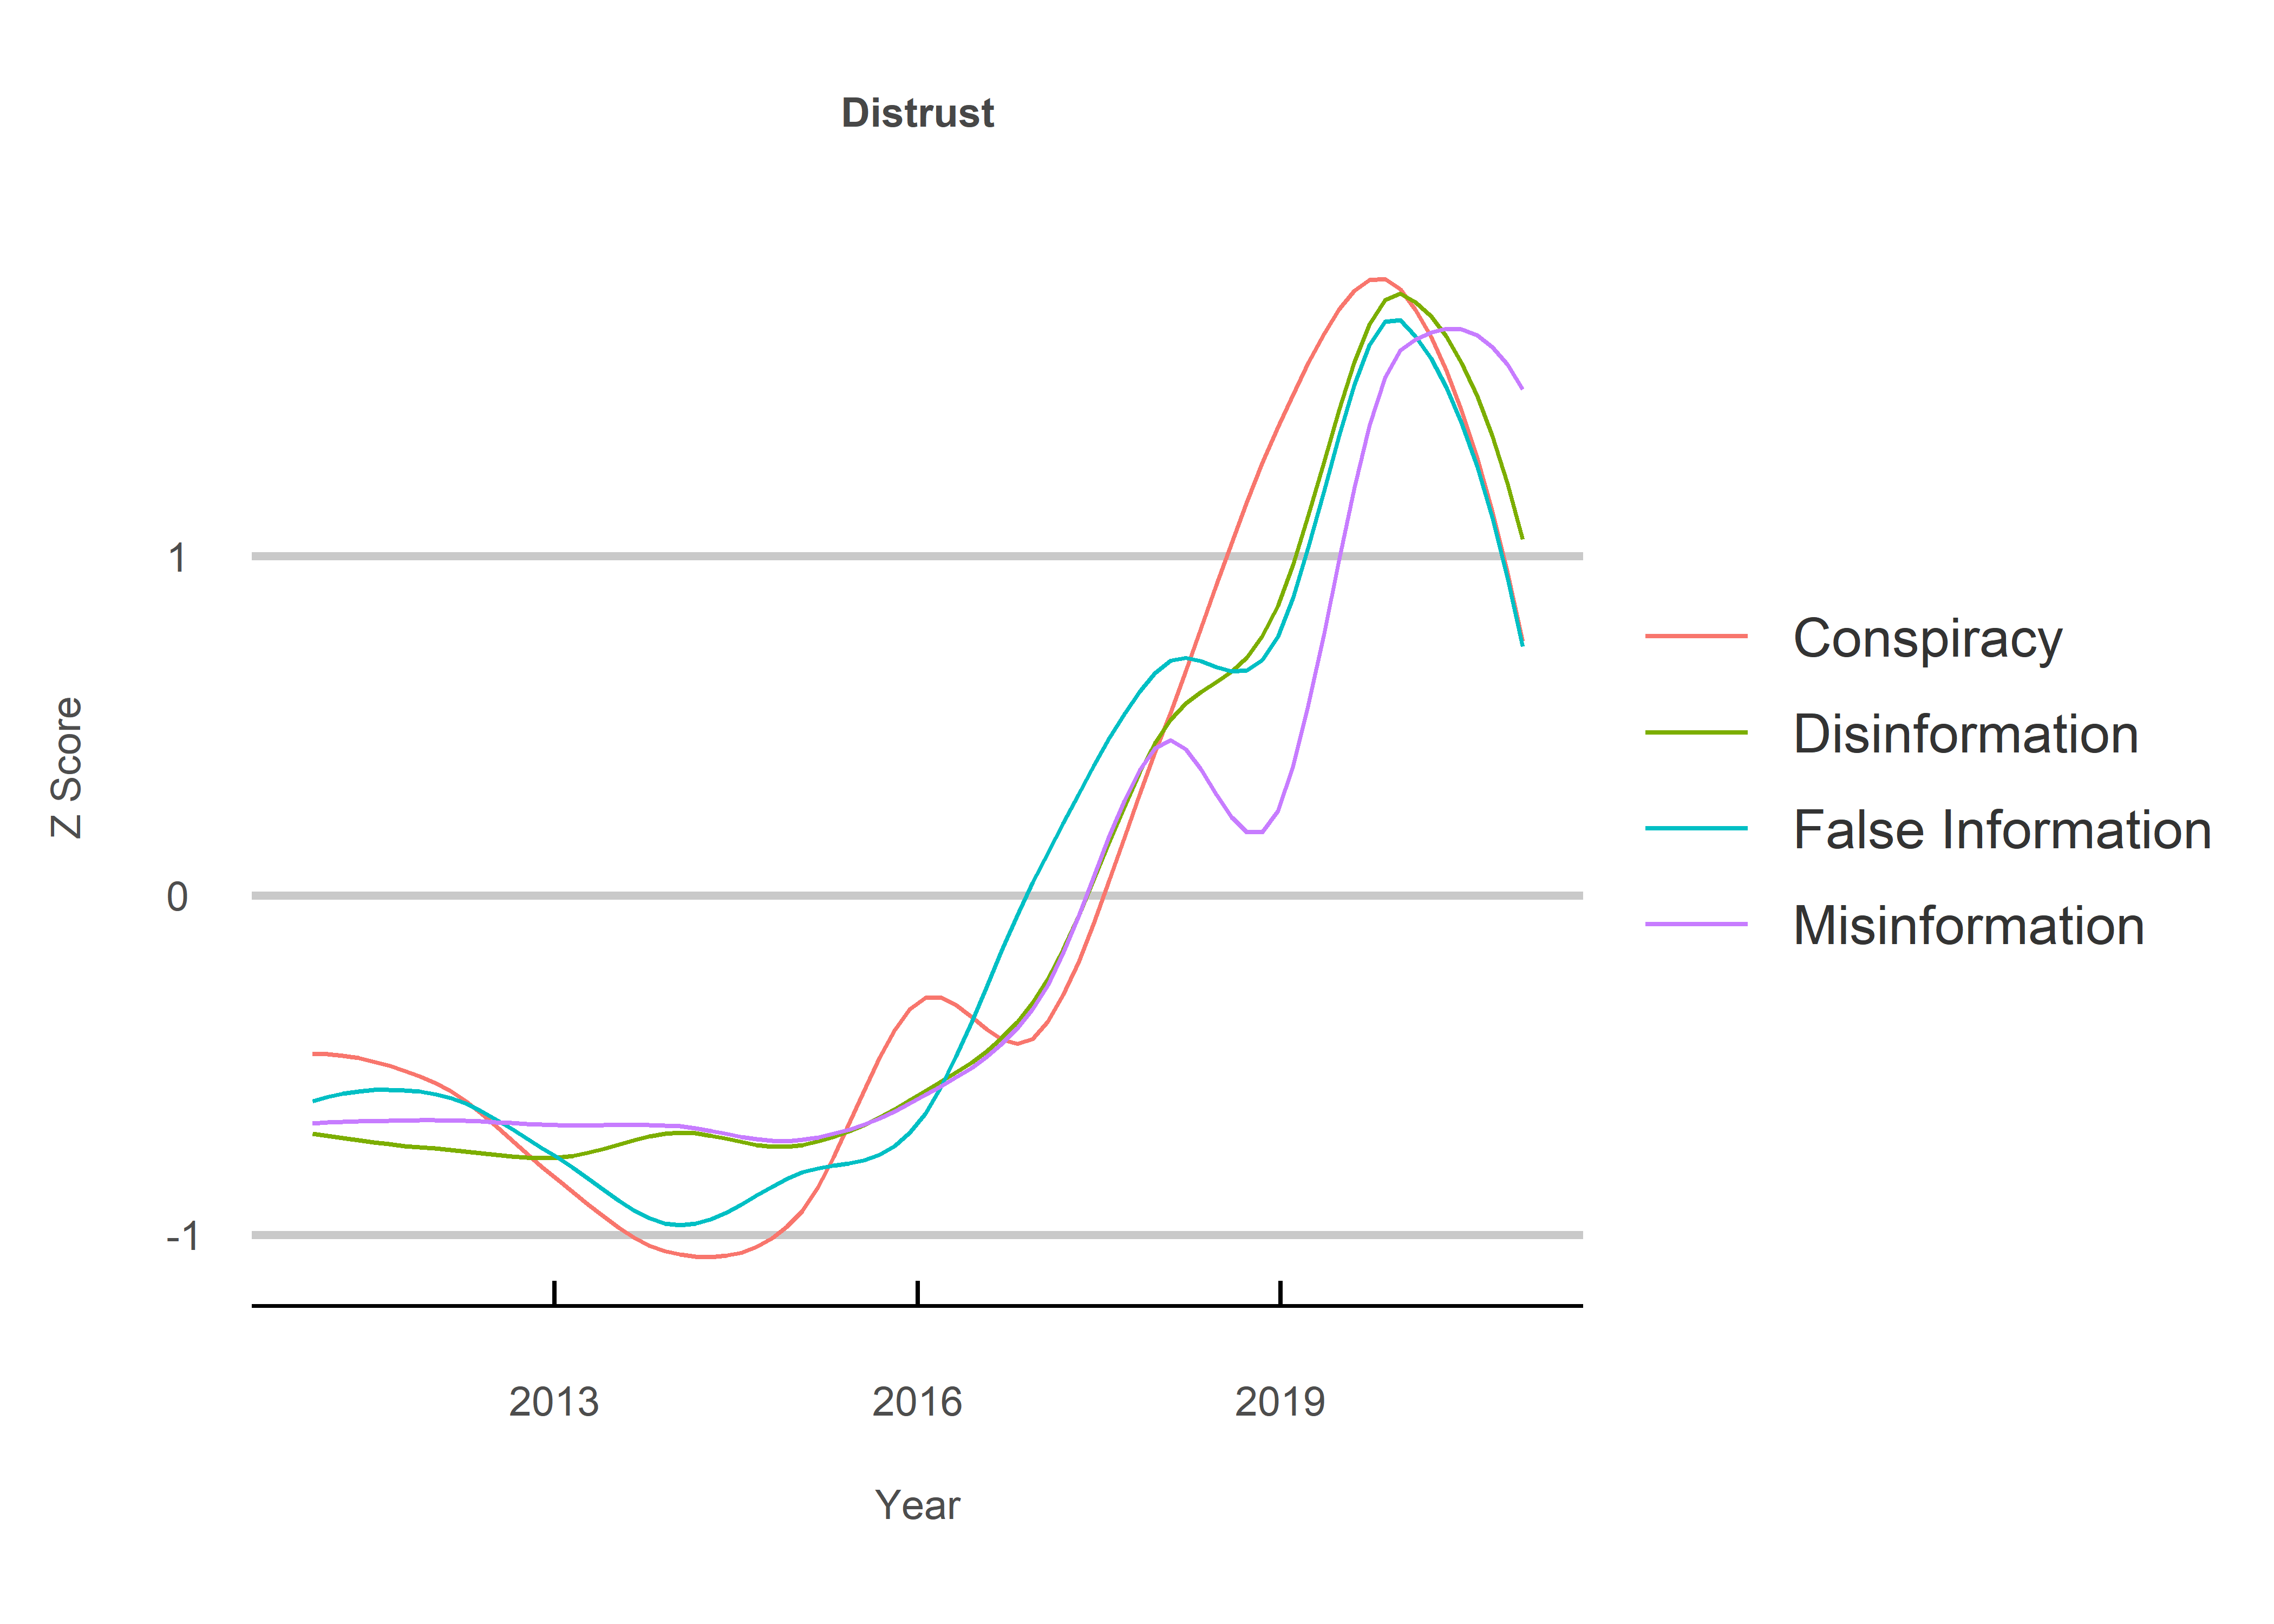 Distrust
1
0
-1
Z Score
2013 2016 2019
Year
Conspiracy
Disinformation
False Information
Misinformation